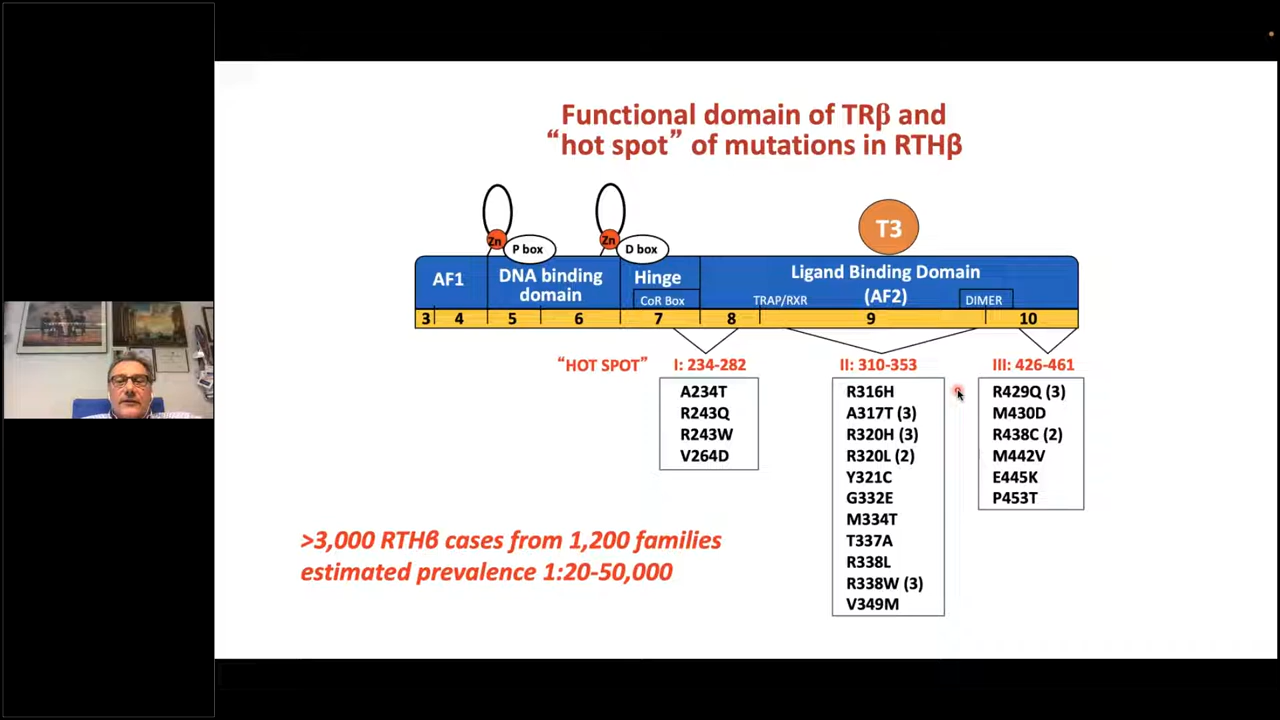 Functional domain of TRβ and
“hot spot” of mutations in RTHβ
T3
Zn
P box
Zn
D box
AF1
DNA binding
domain
Hinge
CoR Box
Ligand Binding Domain
(AF2)
TRAP/RXR
DIMER
3 4 5 6 7 8 9 10
“HOT SPOT” I: 234-282 II: 310-353 III: 426-461
A234T
R243Q
R243W
V264D
R316H
A317T (3)
R320H (3)
R320L (2)
Y321C
G332E
M334T
T337A
R338L
R338W (3)
V349M
R429Q (3)
M430D
R438C (2)
M442V
E445K
P453T
>3,000 RTHβ cases from 1,200 families
estimated prevalence 1:20-50,000